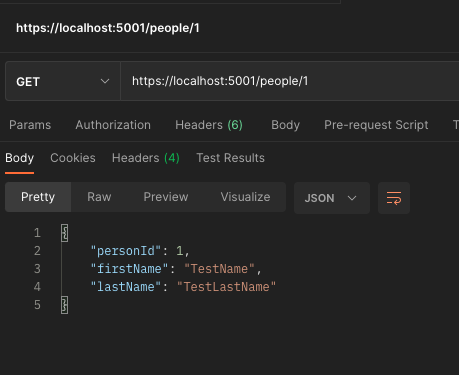 https://localhost:5001/people/1
GET https://localhost:5001/people/1
Params Authorization Headers (6) Body Pre-request Script
Body Cookies Headers (4) Test Results
Pretty Raw Preview Visualize JSON
1 {
2 "personId": 1,
3 "firstName": "TestName",
4 "lastName": "TestLastName"
5 }